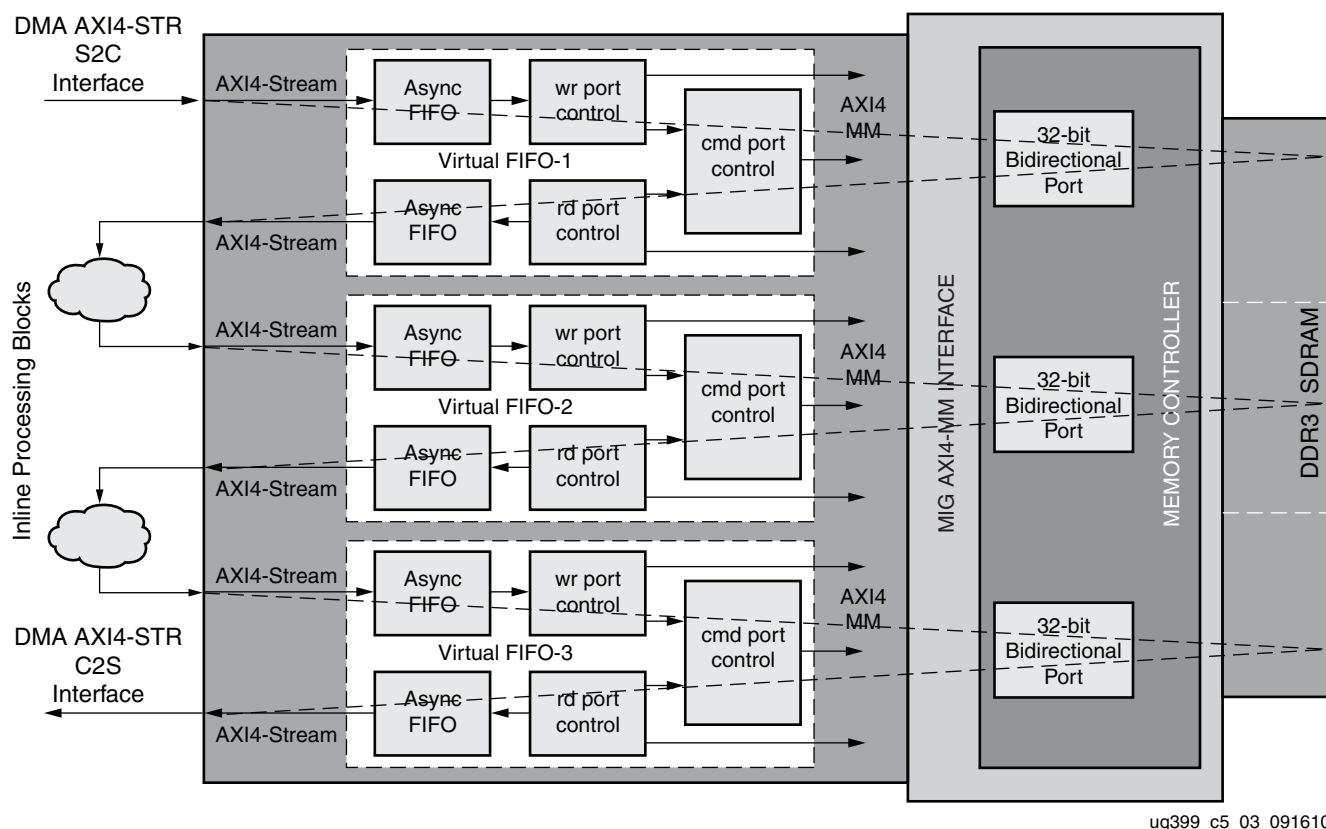 DMA AXI4-STR
S2C
Interface
AXI4-Stream
Async
FIFO
wr port
control
cmd port
control
AXI4
MM
Virtual FIFO-1
Async
FIFO
rd port
control
AXI4-Stream
32-bit
Bidirectional
Port
Inline Processing Blocks
AXI4-Stream
Async
FIFO
wr port
control
cmd port
control
AXI4
MM
Virtual FIFO-2
Async
FIFO
rd port
control
AXI4-Stream
32-bit
Bidirectional
Port
MIG AXI4-MM INTERFACE
MEMORY CONTROLLER
DDR3 SDRAM
AXI4-Stream
Async
FIFO
wr port
control
cmd port
control
AXI4
MM
Virtual FIFO-3
Async
FIFO
rd port
control
AXI4-Stream
32-bit
Bidirectional
Port
DMA AXI4-STR
C2S
Interface
ug399_c5_03_091610